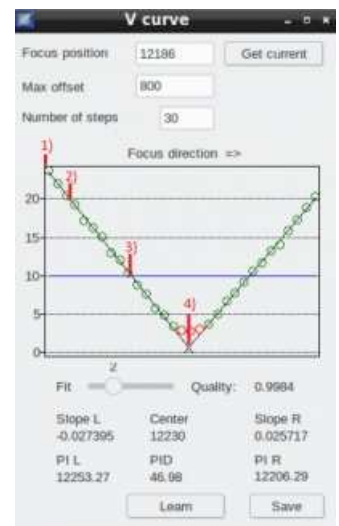 V curve
Focus position 12186 Get current
Max offset 800
Number of steps 30
1)
Focus direction =>
2)
20
15
3)
10
4)
5
0
2
Fit Quality: 0.9984
Slope L Center Slope R
-0.027395 12230 0.025717
PI L PID PI R
12253.27 46.98 12206.29
Learn Save